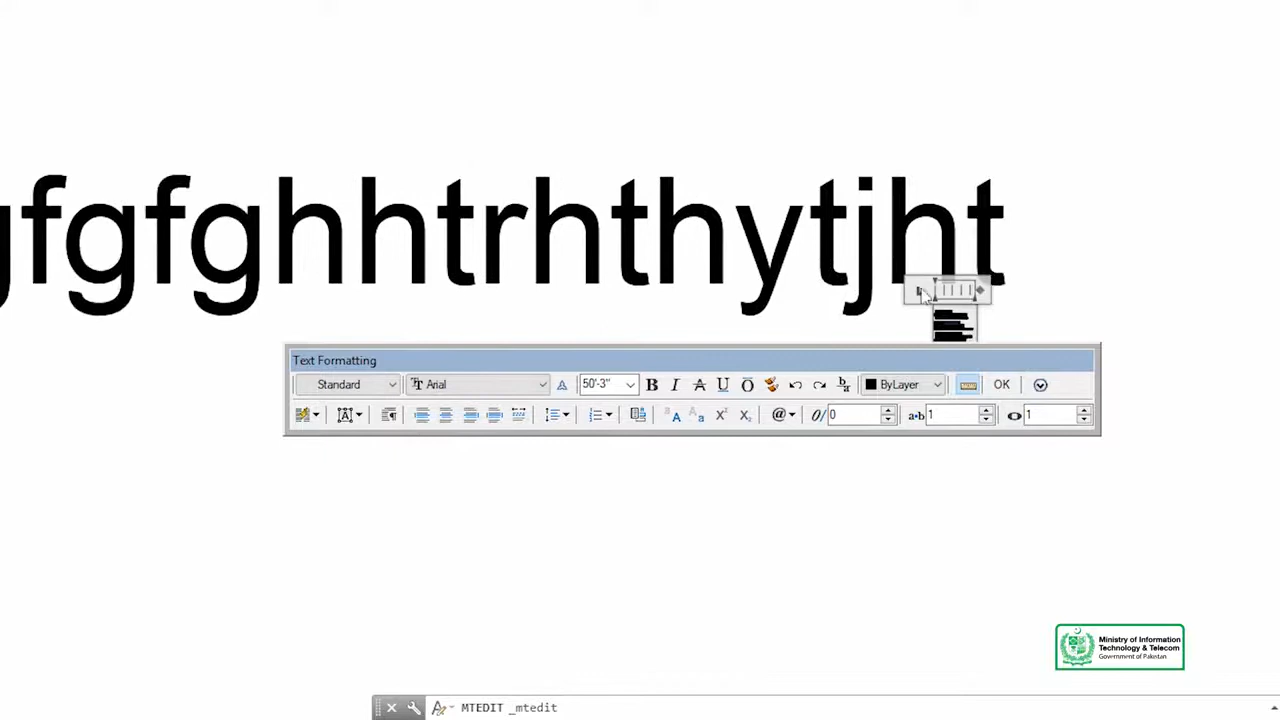 gfgfghhtrhthytjht
Text Formatting
Standard Arial 50'-3" B I A U O ByLayer OK
@ 0/ 0 a•b 1 1
Ministry of Information
Technology & Telecom
Government of Pakistan
MTEDIT _mtedit